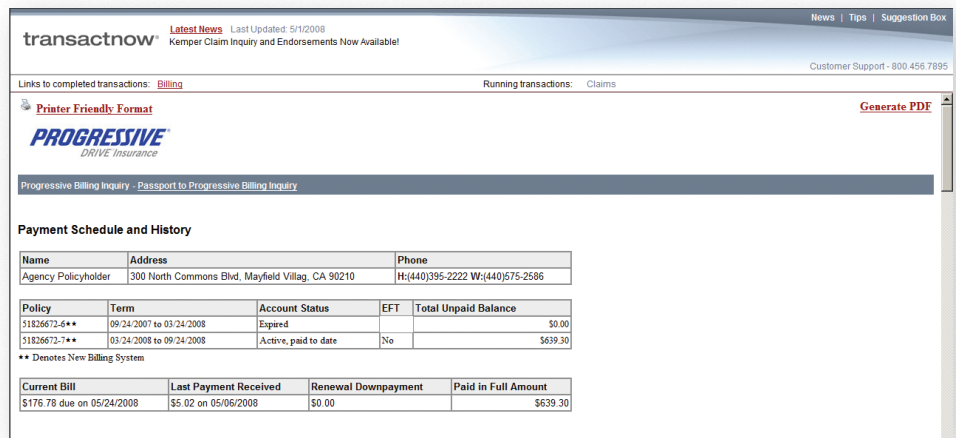 News | Tips | Suggestion Box
transactnow
Latest News Last Updated: 5/1/2008
Kemper Claim Inquiry and Endorsements Now Available!
Customer Support - 800.456.7895
Links to completed transactions: Billing Running transactions: Claims
Printer Friendly Format Generate PDF
PROGRESSIVE
DRIVE Insurance
Progressive Billing Inquiry - Passport to Progressive Billing Inquiry
Payment Schedule and History
Name Address Phone
Agency Policyholder 300 North Commons Blvd, Mayfield Villag, CA 90210 H:(440)395-2222 W:(440)575-2586
Policy Term Account Status EFT Total Unpaid Balance
51826672-6** 09/24/2007 to 03/24/2008 Expired $0.00
51826672-7** 03/24/2008 to 09/24/2008 Active, paid to date No $639.30
** Denotes New Billing System
Current Bill Last Payment Received Renewal Downpayment Paid in Full Amount
$176.78 due on 05/24/2008 $5.02 on 05/06/2008 $0.00 $639.30